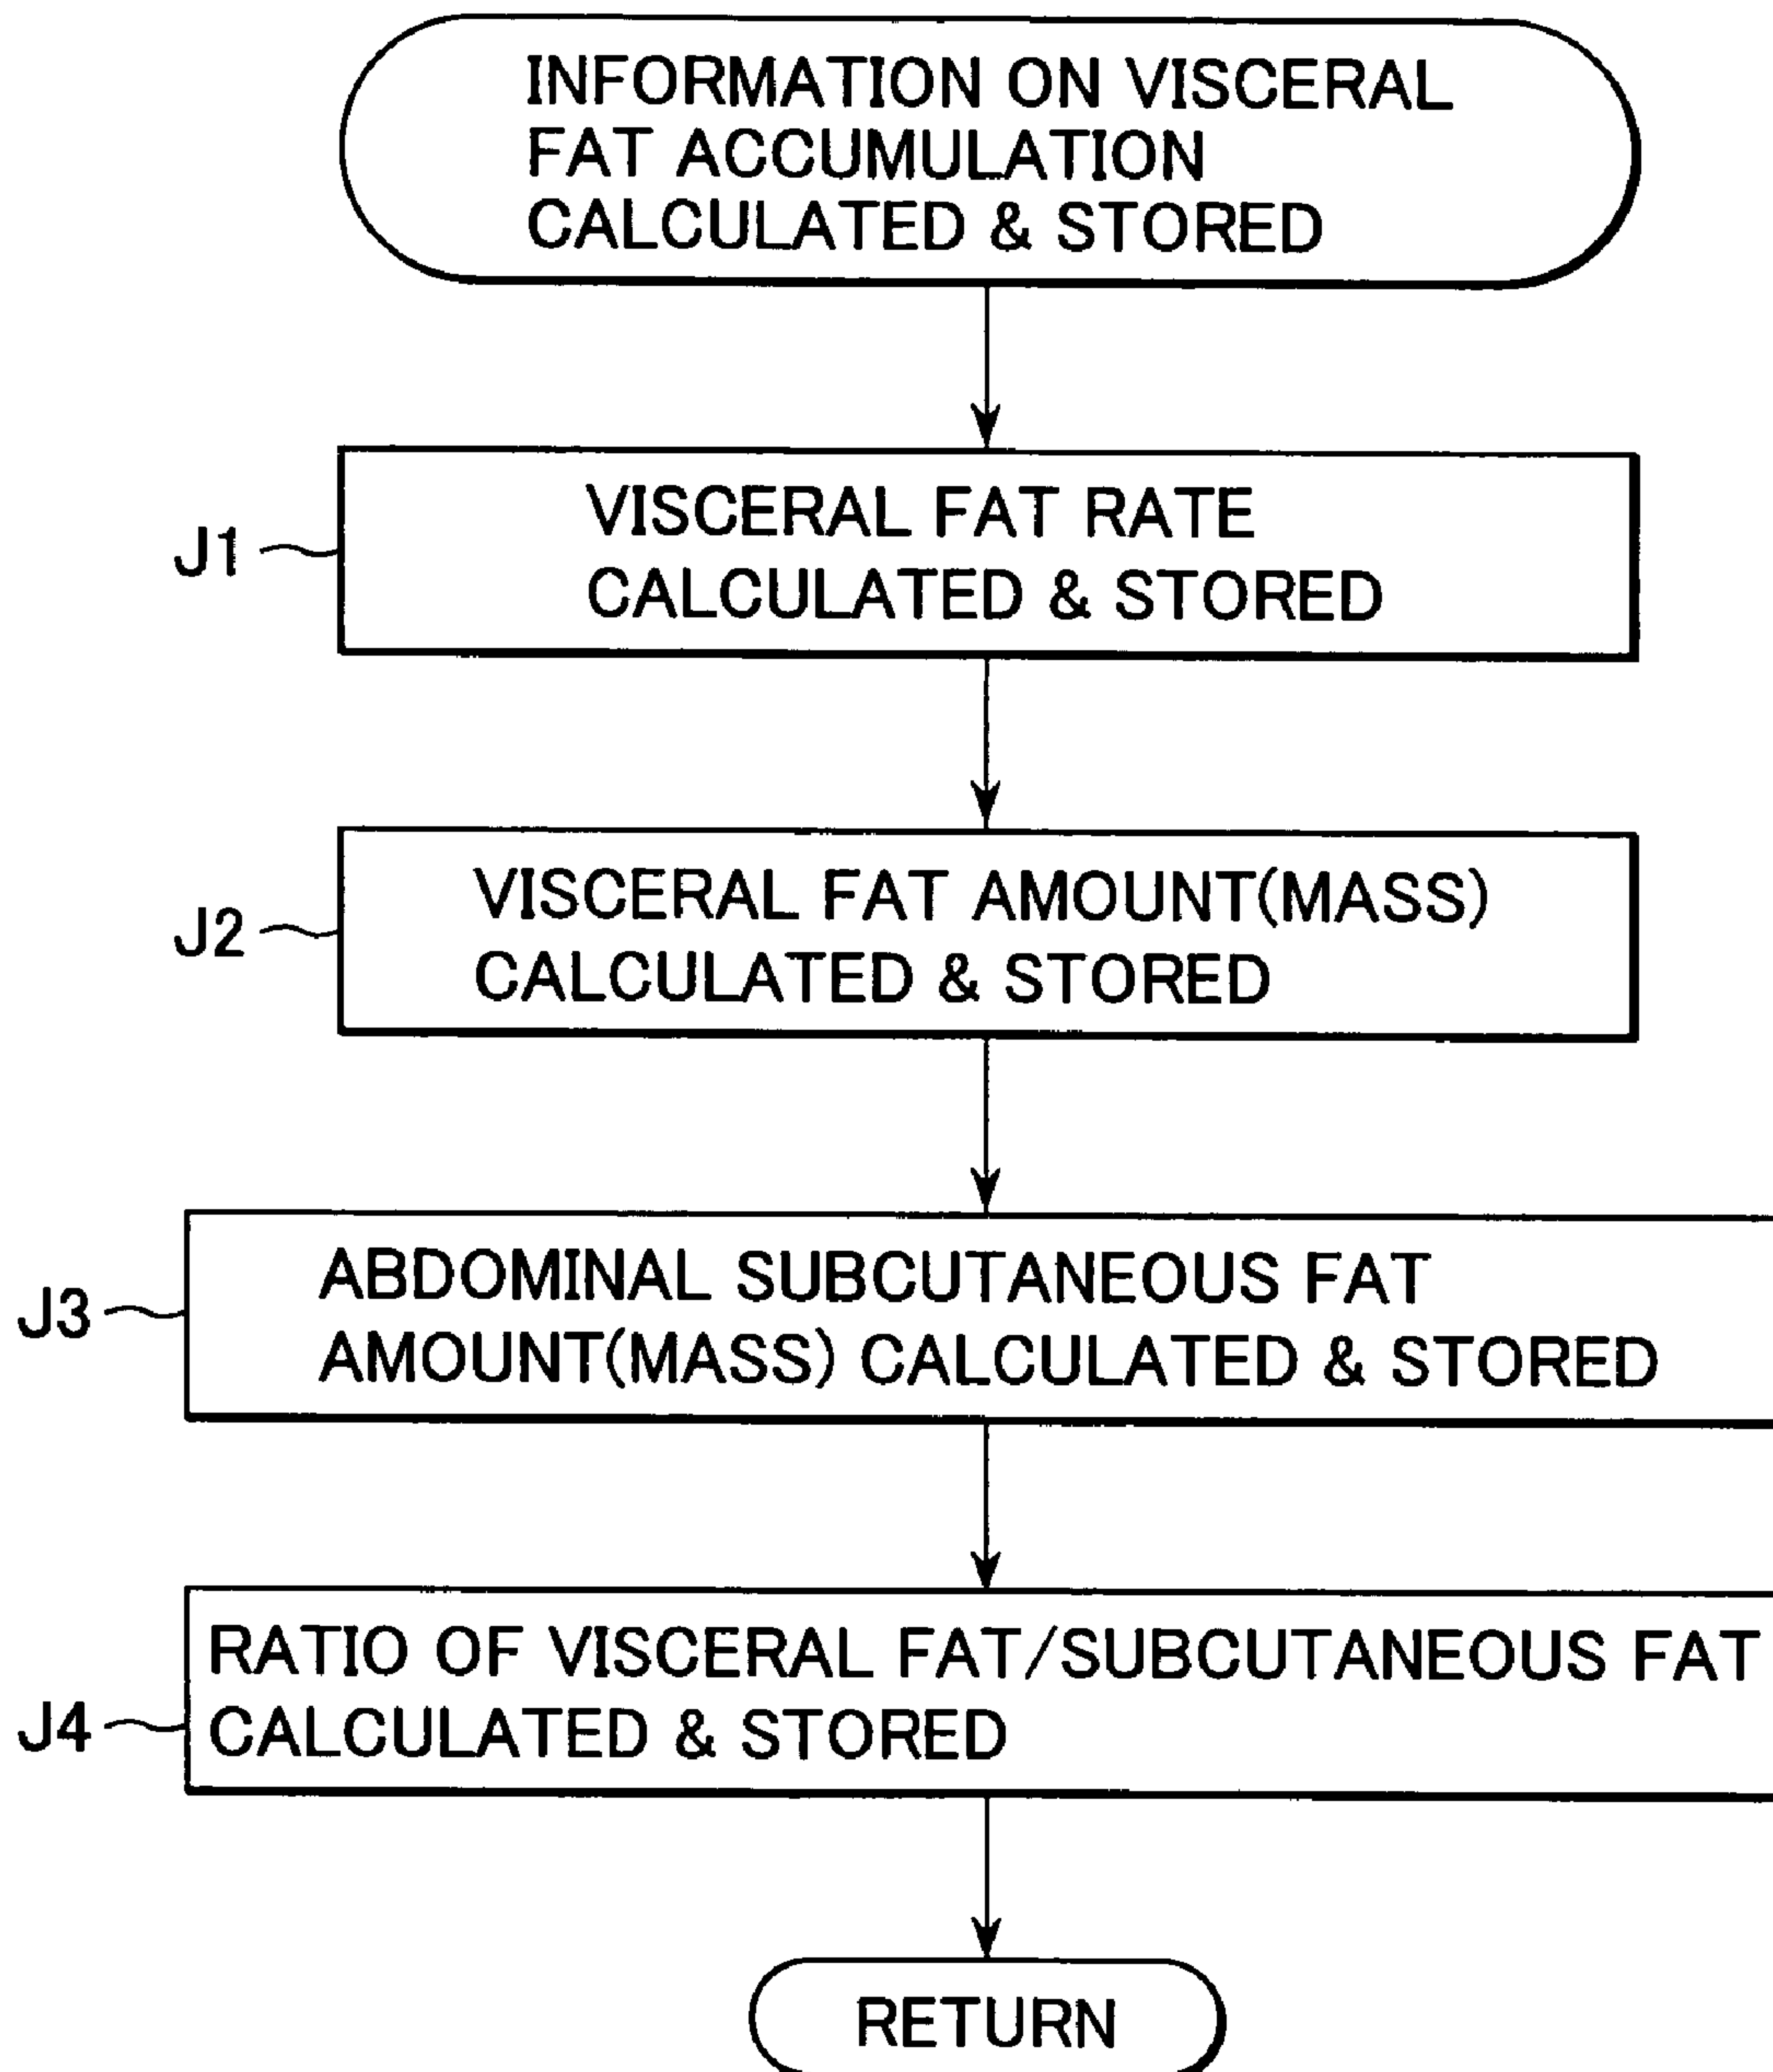 INFORMATION ON VISCERAL
FAT ACCUMULATION
CALCULATED & STORED
J1
VISCERAL FAT RATE
CALCULATED & STORED
J2
VISCERAL FAT AMOUNT(MASS)
CALCULATED & STORED
J3
ABDOMINAL SUBCUTANEOUS FAT
AMOUNT(MASS) CALCULATED & STORED
J4
RATIO OF VISCERAL FAT/SUBCUTANEOUS FAT
CALCULATED & STORED
RETURN